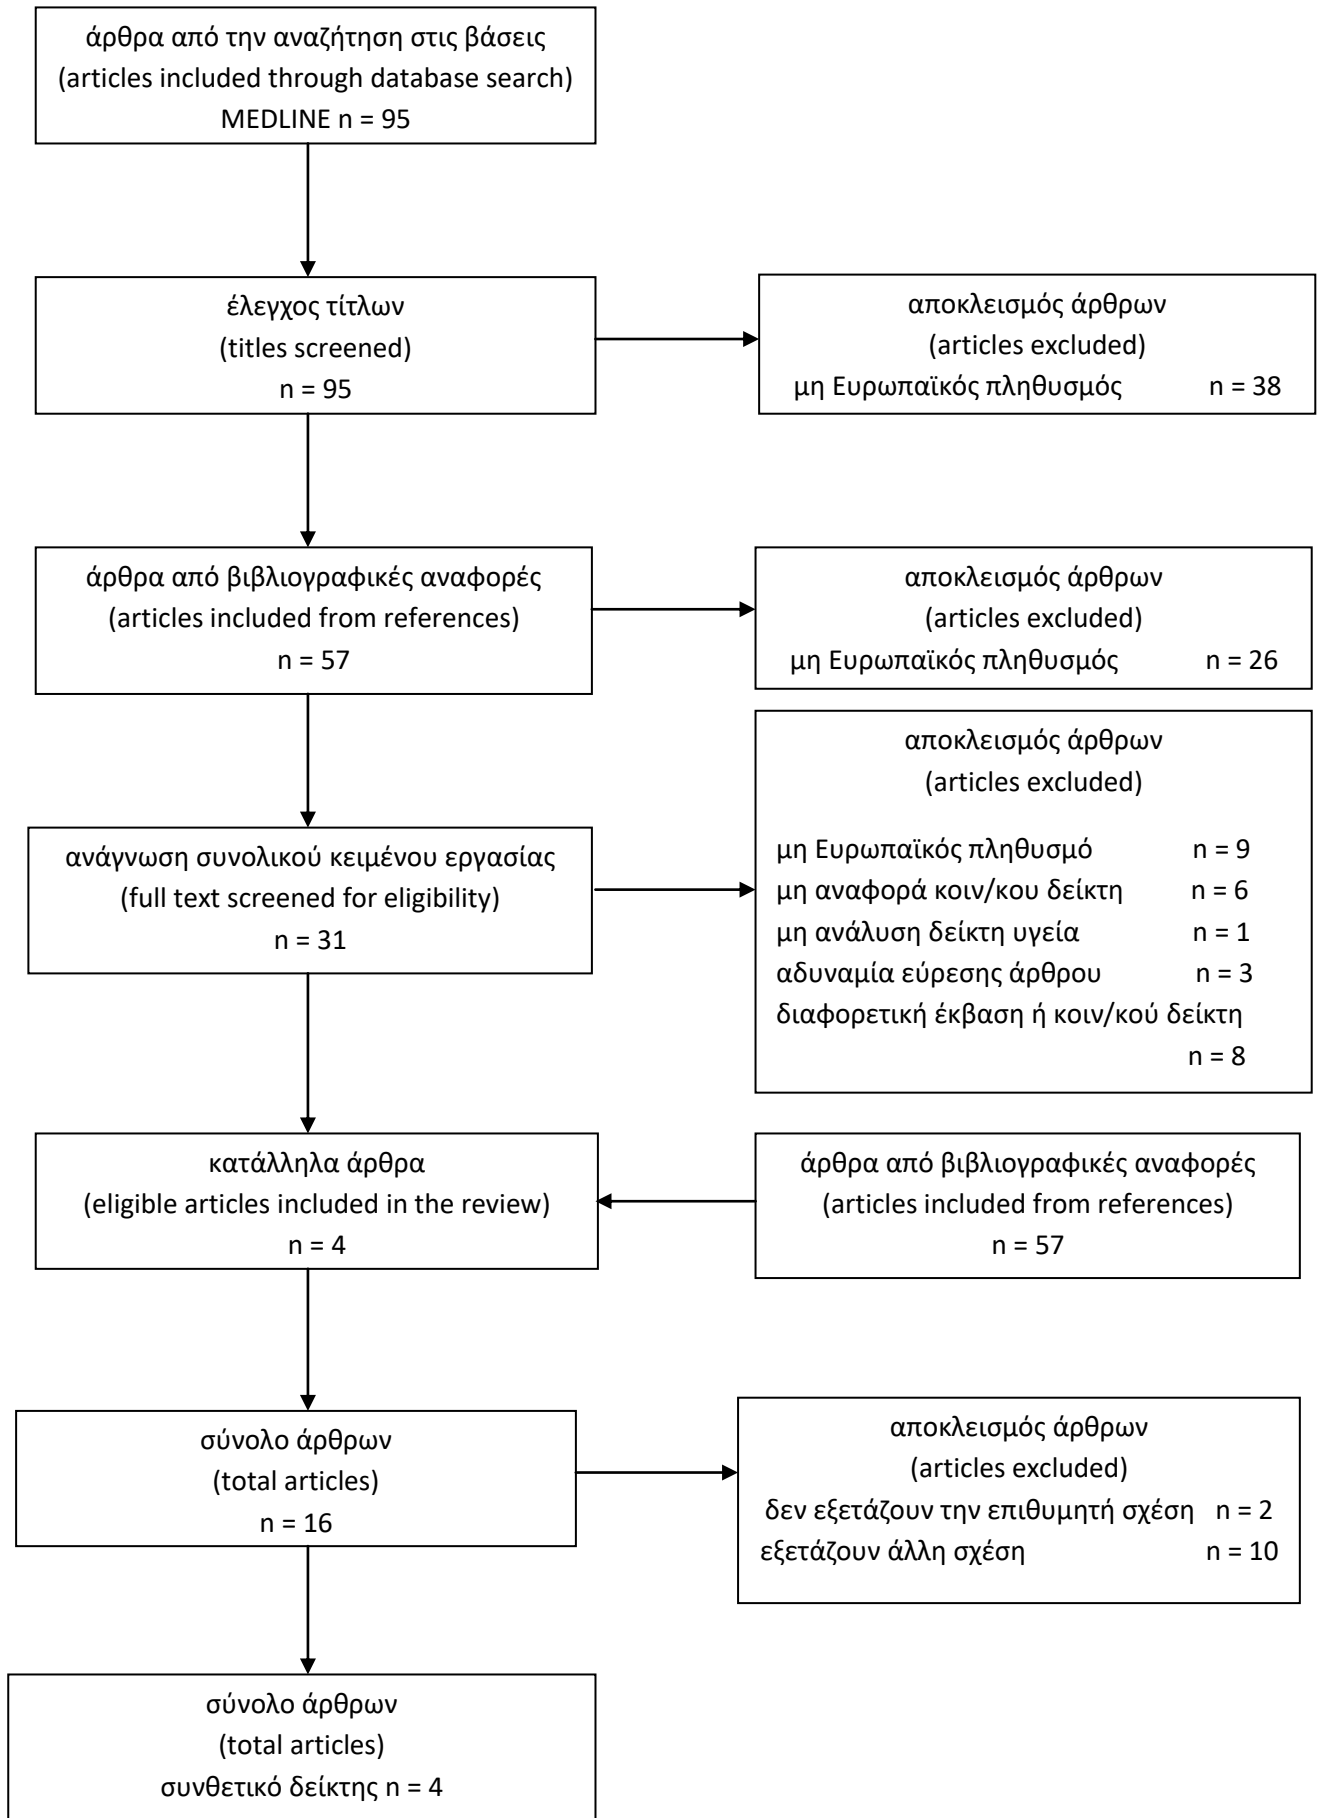 άρθρα από την αναζήτηση στις βάσεις
(articles included through database search)
MEDLINE n = 95
έλεγχος τίτλων
(titles screened)
n = 95
αποκλεισμός άρθρων
(articles excluded)
μη Ευρωπαϊκός πληθυσμός n = 38
άρθρα από βιβλιογραφικές αναφορές
(articles included from references)
n = 57
αποκλεισμός άρθρων
(articles excluded)
μη Ευρωπαϊκός πληθυσμός n = 26
ανάγνωση συνολικού κειμένου εργασίας
(full text screened for eligibility)
n = 31
αποκλεισμός άρθρων
(articles excluded)
μη Ευρωπαϊκός πληθυσμό n = 9
μη αναφορά κοιν/κου δείκτη n = 6
μη ανάλυση δείκτη υγεία n = 1
αδυναμία εύρεσης άρθρου n = 3
διαφορετική έκβαση ή κοιν/κού δείκτη
n = 8
κατάλληλα άρθρα
(eligible articles included in the review)
n = 4
άρθρα από βιβλιογραφικές αναφορές
(articles included from references)
n = 57
σύνολο άρθρων
(total articles)
n = 16
αποκλεισμός άρθρων
(articles excluded)
δεν εξετάζουν την επιθυμητή σχέση n = 2
εξετάζουν άλλη σχέση n = 10
σύνολο άρθρων
(total articles)
συνθετικό δείκτης n = 4